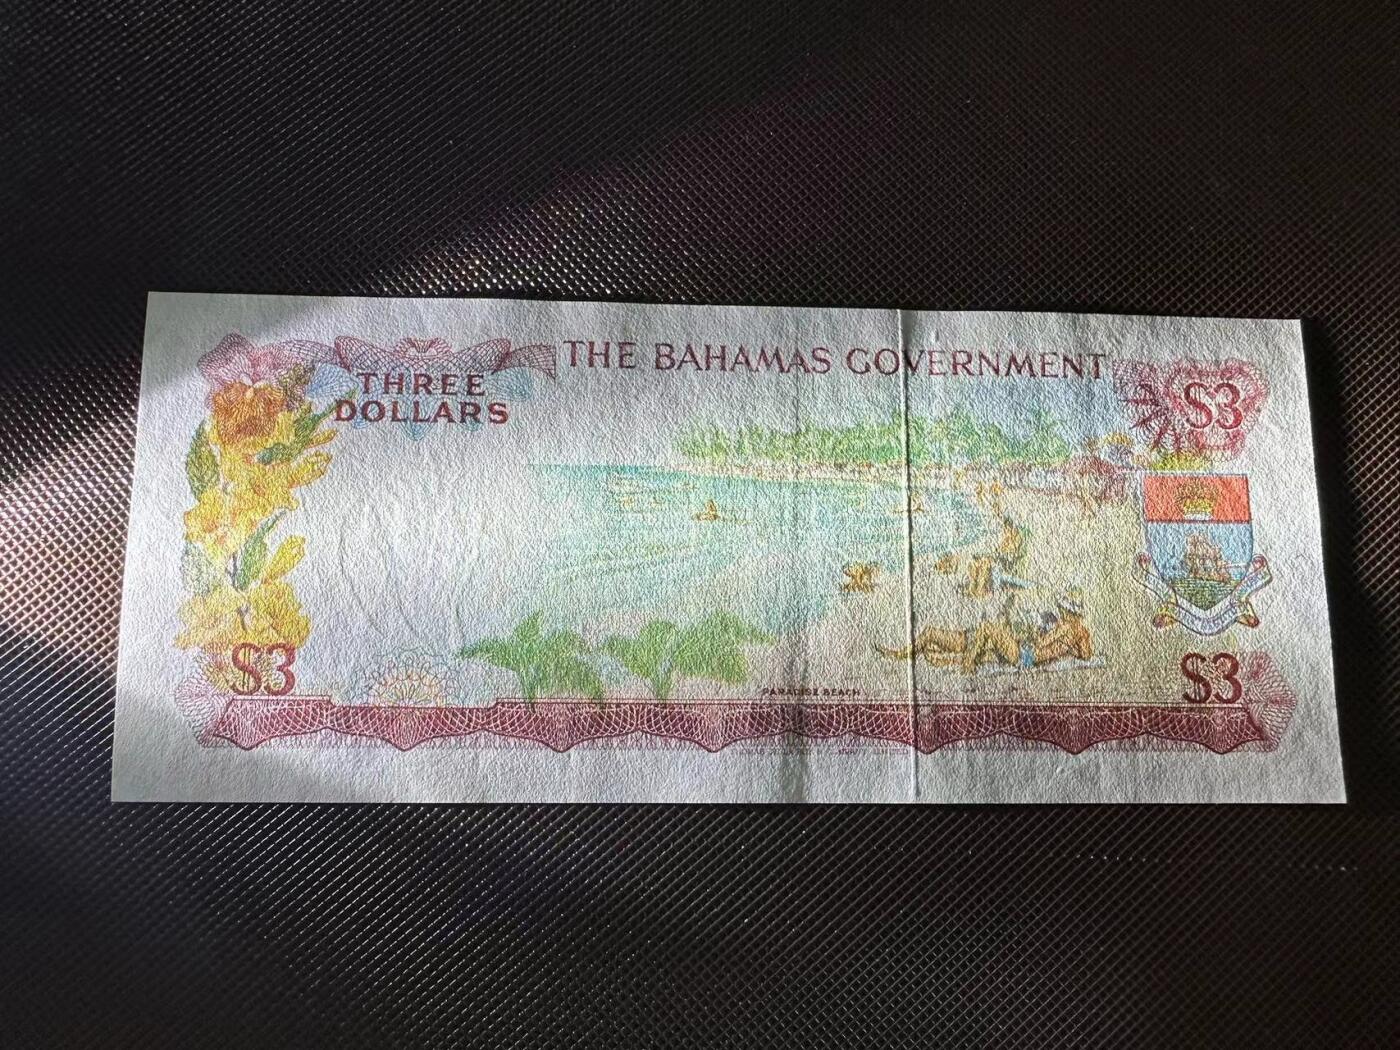 THE BAHAMAS GOVERNMENT
THREE
DOLLARS
$3
$3
$3
PARADISE BEACH